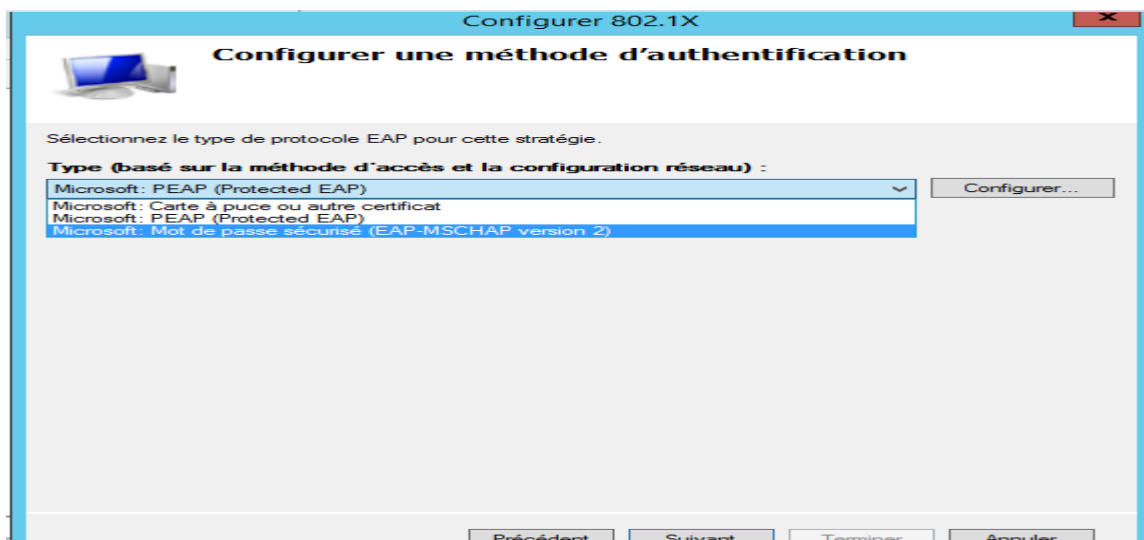 Configurer 802.1X
Configurer une méthode d'authentification
Sélectionnez le type de protocole EAP pour cette stratégie.
Type (basé sur la méthode d'accès et la configuration réseau) :
Microsoft: PEAP (Protected EAP)
Configurer...
Microsoft: Carte à puce ou autre certificat
Microsoft: PEAP (Protected EAP)
Microsoft: Mot de passe sécurisé (EAP-MSCHAP version 2)
Précédent Suivant Terminer Annuler